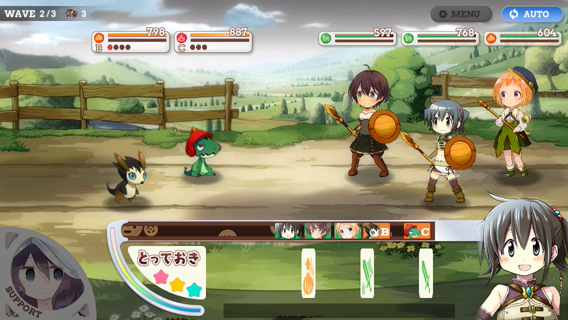 WAVE 2/3 3
MENU
AUTO
798
B
887
C
597
768
604
B
C
とっておき
SUPPORT